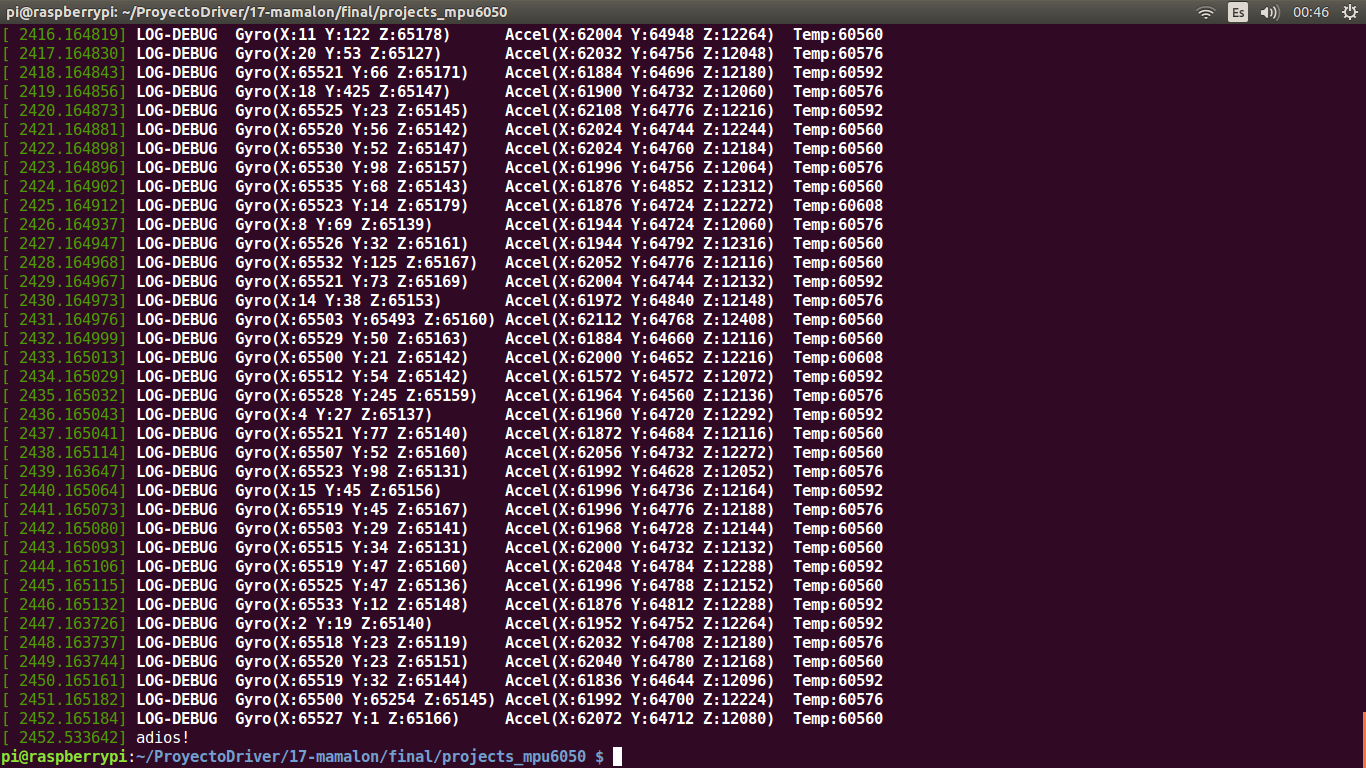 pi@raspberrypi: ~/ProyectoDriver/17-mamalon/final/projects_mpu6050 Es 00:46
[ 2416.164819] LOG-DEBUG  Gyro(X:11 Y:122 Z:65178)      Accel(X:62004 Y:64948 Z:12264)  Temp:60560
[ 2417.164830] LOG-DEBUG  Gyro(X:20 Y:53 Z:65127)       Accel(X:62032 Y:64756 Z:12048)  Temp:60576
[ 2418.164843] LOG-DEBUG  Gyro(X:65521 Y:66 Z:65171)    Accel(X:61884 Y:64696 Z:12180)  Temp:60592
[ 2419.164856] LOG-DEBUG  Gyro(X:18 Y:425 Z:65147)      Accel(X:61900 Y:64732 Z:12060)  Temp:60576
[ 2420.164873] LOG-DEBUG  Gyro(X:65525 Y:23 Z:65145)    Accel(X:62108 Y:64776 Z:12216)  Temp:60592
[ 2421.164881] LOG-DEBUG  Gyro(X:65520 Y:56 Z:65142)    Accel(X:62024 Y:64744 Z:12244)  Temp:60560
[ 2422.164898] LOG-DEBUG  Gyro(X:65530 Y:52 Z:65147)    Accel(X:62024 Y:64760 Z:12184)  Temp:60560
[ 2423.164896] LOG-DEBUG  Gyro(X:65530 Y:98 Z:65157)    Accel(X:61996 Y:64756 Z:12064)  Temp:60576
[ 2424.164902] LOG-DEBUG  Gyro(X:65535 Y:68 Z:65143)    Accel(X:61876 Y:64852 Z:12312)  Temp:60560
[ 2425.164912] LOG-DEBUG  Gyro(X:65523 Y:14 Z:65179)    Accel(X:61876 Y:64724 Z:12272)  Temp:60608
[ 2426.164937] LOG-DEBUG  Gyro(X:8 Y:69 Z:65139)        Accel(X:61944 Y:64724 Z:12060)  Temp:60576
[ 2427.164947] LOG-DEBUG  Gyro(X:65526 Y:32 Z:65161)    Accel(X:61944 Y:64792 Z:12316)  Temp:60560
[ 2428.164968] LOG-DEBUG  Gyro(X:65532 Y:125 Z:65167)   Accel(X:62052 Y:64776 Z:12116)  Temp:60560
[ 2429.164967] LOG-DEBUG  Gyro(X:65521 Y:73 Z:65169)    Accel(X:62004 Y:64744 Z:12132)  Temp:60592
[ 2430.164973] LOG-DEBUG  Gyro(X:14 Y:38 Z:65153)       Accel(X:61972 Y:64840 Z:12148)  Temp:60576
[ 2431.164976] LOG-DEBUG  Gyro(X:65503 Y:65493 Z:65160) Accel(X:62112 Y:64768 Z:12408)  Temp:60560
[ 2432.164999] LOG-DEBUG  Gyro(X:65529 Y:50 Z:65163)    Accel(X:61884 Y:64660 Z:12116)  Temp:60560
[ 2433.165013] LOG-DEBUG  Gyro(X:65500 Y:21 Z:65142)    Accel(X:62000 Y:64652 Z:12216)  Temp:60608
[ 2434.165029] LOG-DEBUG  Gyro(X:65512 Y:54 Z:65142)    Accel(X:61572 Y:64572 Z:12072)  Temp:60592
[ 2435.165032] LOG-DEBUG  Gyro(X:65528 Y:245 Z:65159)   Accel(X:61964 Y:64560 Z:12136)  Temp:60576
[ 2436.165043] LOG-DEBUG  Gyro(X:4 Y:27 Z:65137)        Accel(X:61960 Y:64720 Z:12292)  Temp:60592
[ 2437.165041] LOG-DEBUG  Gyro(X:65521 Y:77 Z:65140)    Accel(X:61872 Y:64684 Z:12116)  Temp:60560
[ 2438.165114] LOG-DEBUG  Gyro(X:65507 Y:52 Z:65160)    Accel(X:62056 Y:64732 Z:12272)  Temp:60560
[ 2439.163647] LOG-DEBUG  Gyro(X:65523 Y:98 Z:65131)    Accel(X:61992 Y:64628 Z:12052)  Temp:60576
[ 2440.165064] LOG-DEBUG  Gyro(X:15 Y:45 Z:65156)       Accel(X:61996 Y:64736 Z:12164)  Temp:60592
[ 2441.165073] LOG-DEBUG  Gyro(X:65519 Y:45 Z:65167)    Accel(X:61996 Y:64776 Z:12188)  Temp:60576
[ 2442.165080] LOG-DEBUG  Gyro(X:65503 Y:29 Z:65141)    Accel(X:61968 Y:64728 Z:12144)  Temp:60560
[ 2443.165093] LOG-DEBUG  Gyro(X:65515 Y:34 Z:65131)    Accel(X:62000 Y:64732 Z:12132)  Temp:60560
[ 2444.165106] LOG-DEBUG  Gyro(X:65519 Y:47 Z:65160)    Accel(X:62048 Y:64784 Z:12288)  Temp:60592
[ 2445.165115] LOG-DEBUG  Gyro(X:65525 Y:47 Z:65136)    Accel(X:61996 Y:64788 Z:12152)  Temp:60560
[ 2446.165132] LOG-DEBUG  Gyro(X:65533 Y:12 Z:65148)    Accel(X:61876 Y:64812 Z:12288)  Temp:60592
[ 2447.163726] LOG-DEBUG  Gyro(X:2 Y:19 Z:65140)        Accel(X:61952 Y:64752 Z:12264)  Temp:60592
[ 2448.163737] LOG-DEBUG  Gyro(X:65518 Y:23 Z:65119)    Accel(X:62032 Y:64708 Z:12180)  Temp:60576
[ 2449.163744] LOG-DEBUG  Gyro(X:65520 Y:23 Z:65151)    Accel(X:62040 Y:64780 Z:12168)  Temp:60560
[ 2450.165161] LOG-DEBUG  Gyro(X:65519 Y:32 Z:65144)    Accel(X:61836 Y:64644 Z:12096)  Temp:60592
[ 2451.165182] LOG-DEBUG  Gyro(X:65500 Y:65254 Z:65145) Accel(X:61992 Y:64700 Z:12224)  Temp:60576
[ 2452.165184] LOG-DEBUG  Gyro(X:65527 Y:1 Z:65166)     Accel(X:62072 Y:64712 Z:12080)  Temp:60560
[ 2452.533642] adios!
pi@raspberrypi:~/ProyectoDriver/17-mamalon/final/projects_mpu6050 $